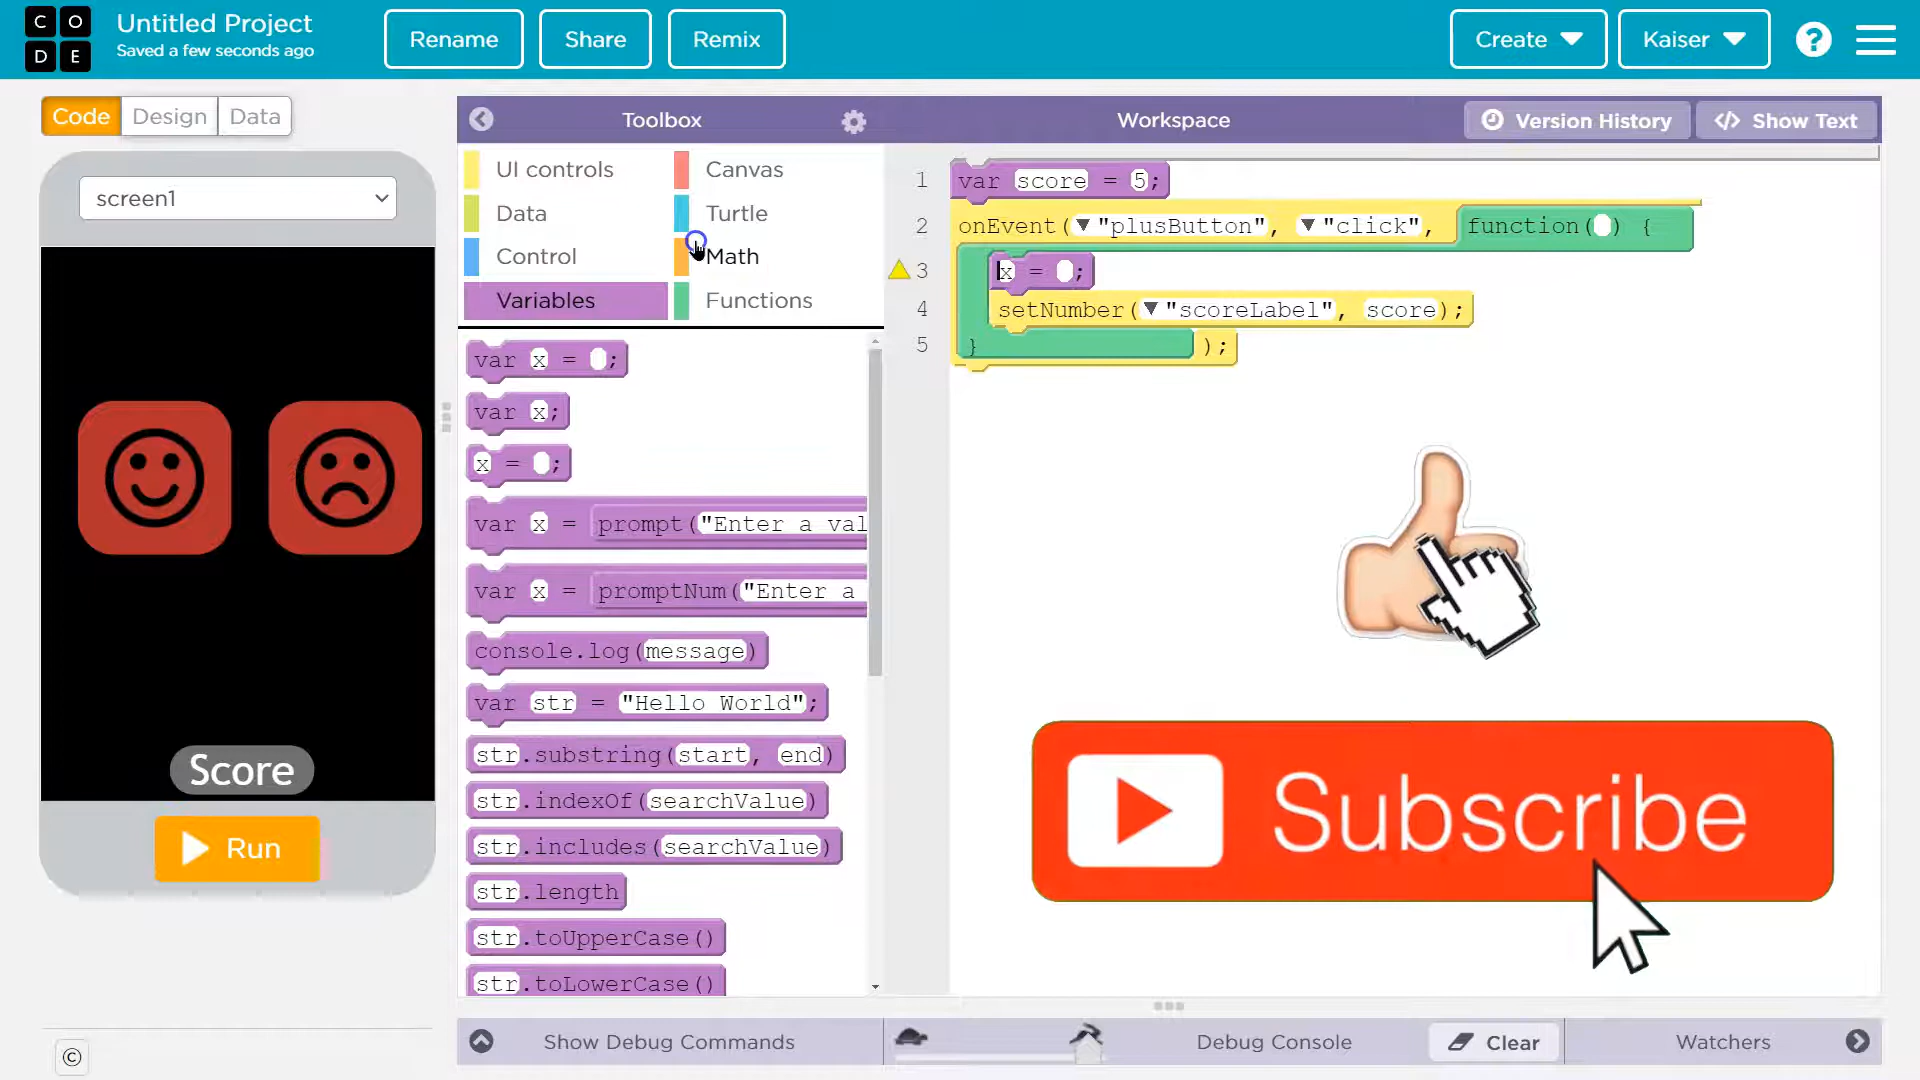 CODE
Untitled Project
Saved a few seconds ago
Rename
Share
Remix
Create
Kaiser
?
Code
Design
Data
Toolbox
Workspace
Version History
</> Show Text
screen1
UI controls
Canvas
Data
Turtle
Control
Math
Variables
Functions
var x = ;
var x;
x = ;
var x = prompt("Enter a val
var x = promptNum("Enter a
console.log(message)
var str = "Hello World";
str.substring(start, end)
str.indexOf(searchValue)
str.includes(searchValue)
str.length
str.toUpperCase()
str.toLowerCase()
1 var score = 5;
2 onEvent(▼"plusButton", ▼"click", function( ) {
3 x = ;
4 setNumber(▼"scoreLabel", score);
5 } );
Score
Run
Subscribe
©
Show Debug Commands
Debug Console
Clear
Watchers